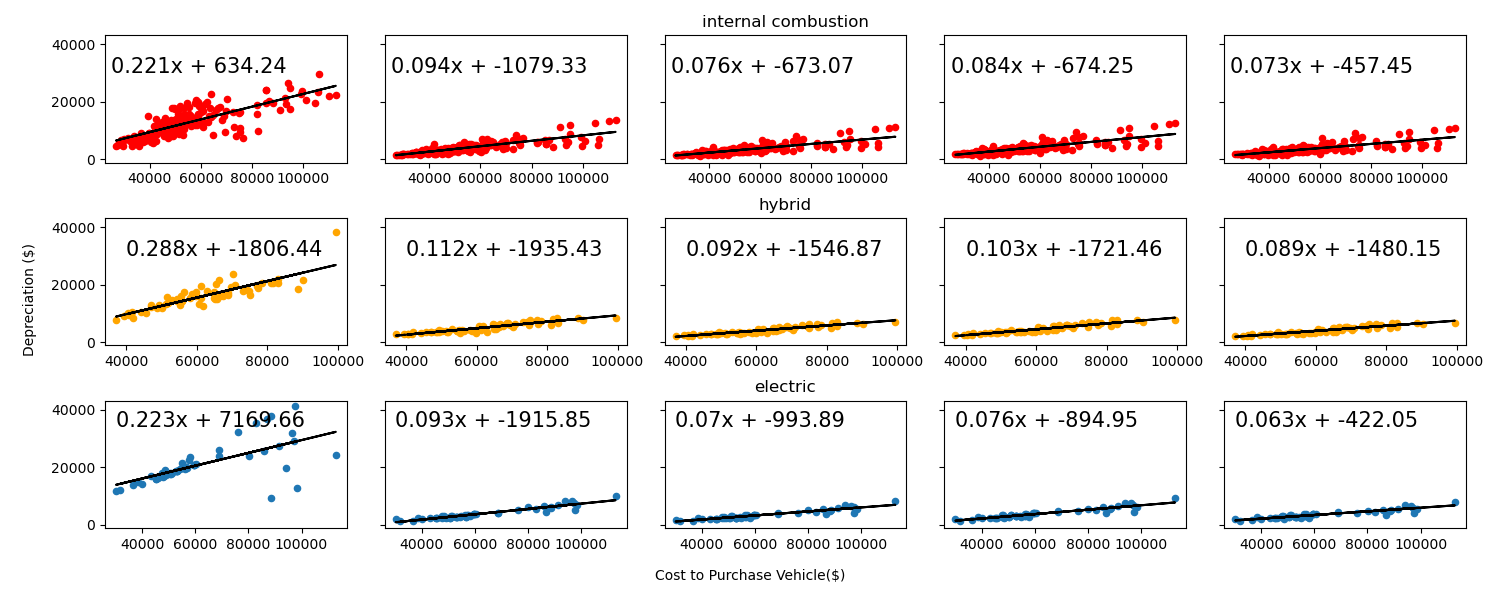 internal combustion
40000
20000
0
0.221x + 634.24
0.094x + -1079.33
0.076x + -673.07
0.084x + -674.25
0.073x + -457.45
40000 60000 80000 100000
40000 60000 80000 100000
40000 60000 80000 100000
40000 60000 80000 100000
40000 60000 80000 100000
hybrid
Depreciation ($)
40000
20000
0
0.288x + -1806.44
0.112x + -1935.43
0.092x + -1546.87
0.103x + -1721.46
0.089x + -1480.15
40000 60000 80000 100000
40000 60000 80000 100000
40000 60000 80000 100000
40000 60000 80000 100000
40000 60000 80000 100000
electric
40000
20000
0
0.223x + 7169.66
0.093x + -1915.85
0.07x + -993.89
0.076x + -894.95
0.063x + -422.05
40000 60000 80000 100000
40000 60000 80000 100000
40000 60000 80000 100000
40000 60000 80000 100000
40000 60000 80000 100000
Cost to Purchase Vehicle($)